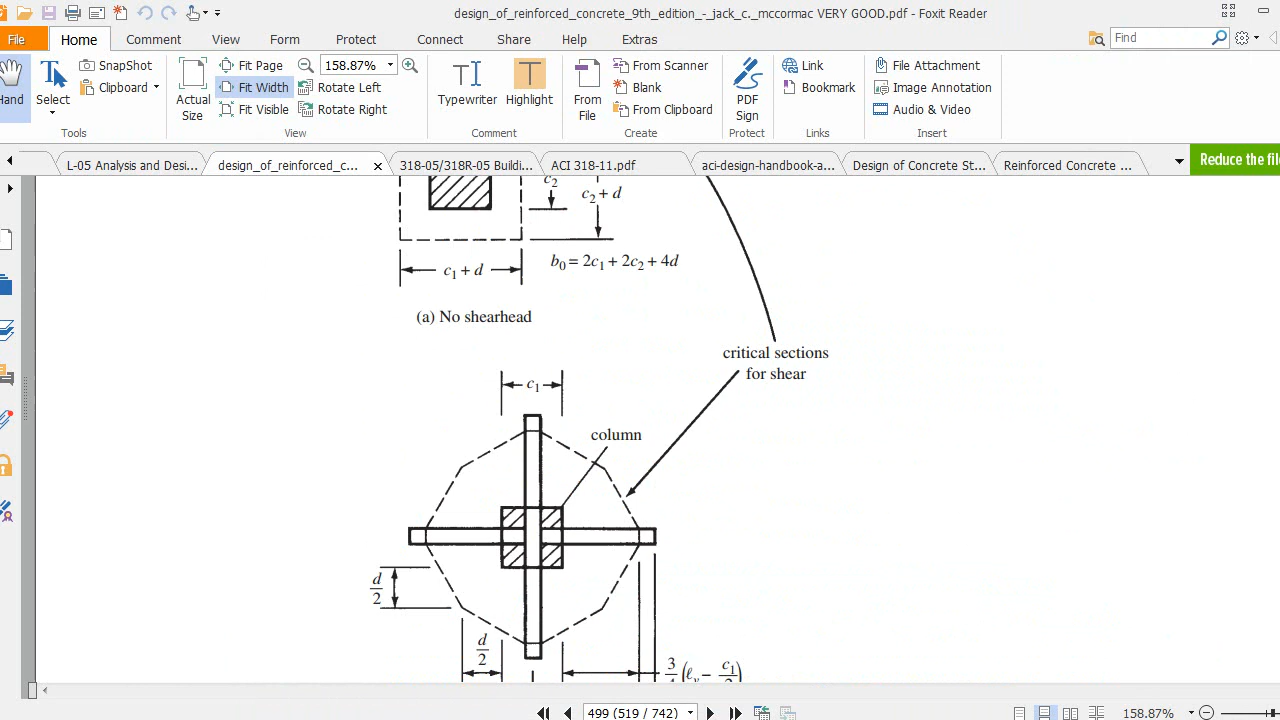 design_of_reinforced_concrete_9th_edition_-_jack_c._mccormac VERY GOOD.pdf - Foxit Reader
File Home Comment View Form Protect Connect Share Help Extras Find
Hand Select SnapShot Clipboard Actual Size Fit Page Fit Width Fit Visible 158.87% Rotate Left Rotate Right Typewriter Highlight From File From Scanner Blank From Clipboard PDF Sign Link Bookmark File Attachment Image Annotation Audio & Video
Tools View Comment Create Protect Links Insert
L-05 Analysis and Desi... design_of_reinforced_c... 318-05/318R-05 Buildi... ACI 318-11.pdf ci-design-handbook-a... Design of Concrete St... Reinforced Concrete ... Reduce the file
c₂
c₂ + d
c₁ + d
b₀ = 2c₁ + 2c₂ + 4d
(a) No shearhead
critical sections
for shear
c₁
column
d/2
d/2
499 (519 / 742) 158.87%